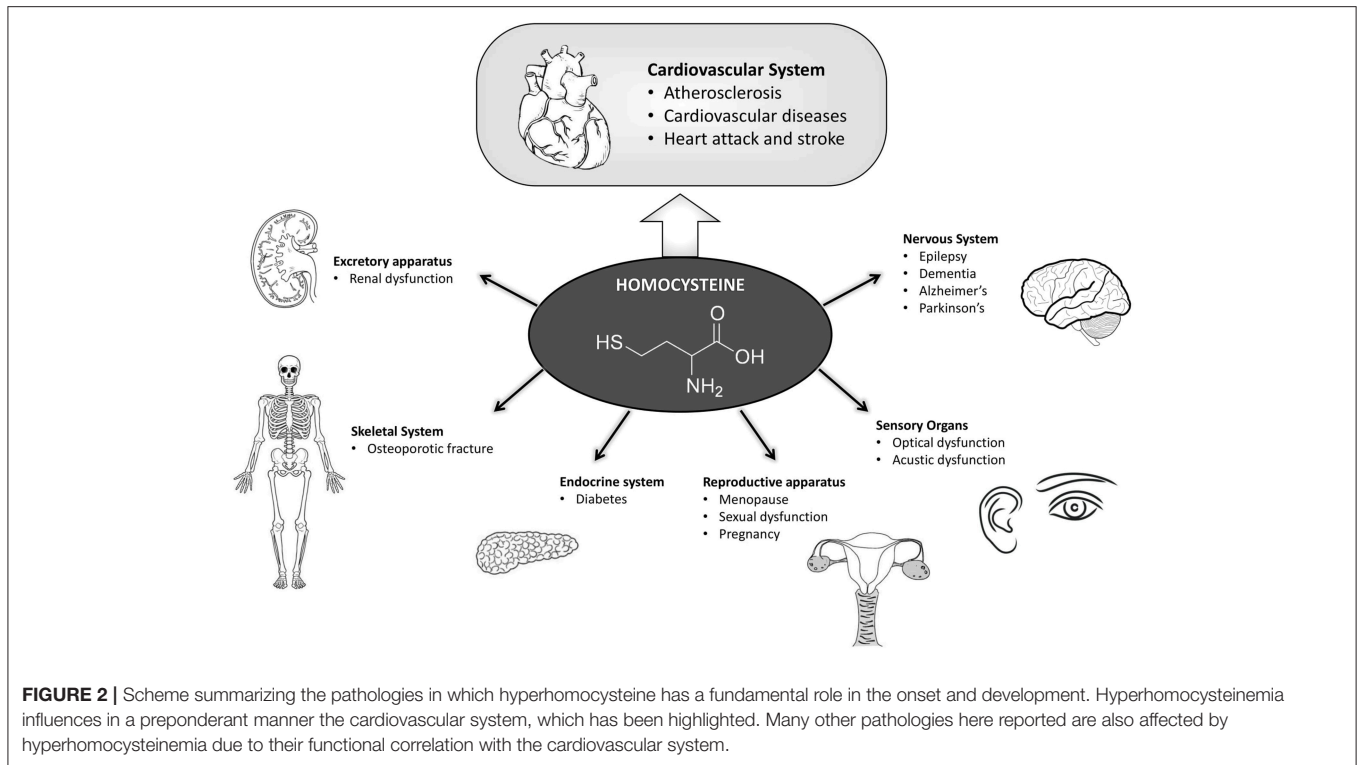 Cardiovascular System
• Atherosclerosis
• Cardiovascular diseases
• Heart attack and stroke
Excretory apparatus
• Renal dysfunction
Nervous System
• Epilepsy
• Dementia
• Alzheimer's
• Parkinson's
HOMOCYSTEINE
O
HS
OH
NH2
Skeletal System
• Osteoporotic fracture
Sensory Organs
• Optical dysfunction
• Acustic dysfunction
Endocrine system
• Diabetes
Reproductive apparatus
• Menopause
• Sexual dysfunction
• Pregnancy
FIGURE 2 | Scheme summarizing the pathologies in which hyperhomocysteine has a fundamental role in the onset and development. Hyperhomocysteinemia
influences in a preponderant manner the cardiovascular system, which has been highlighted. Many other pathologies here reported are also affected by
hyperhomocysteinemia due to their functional correlation with the cardiovascular system.